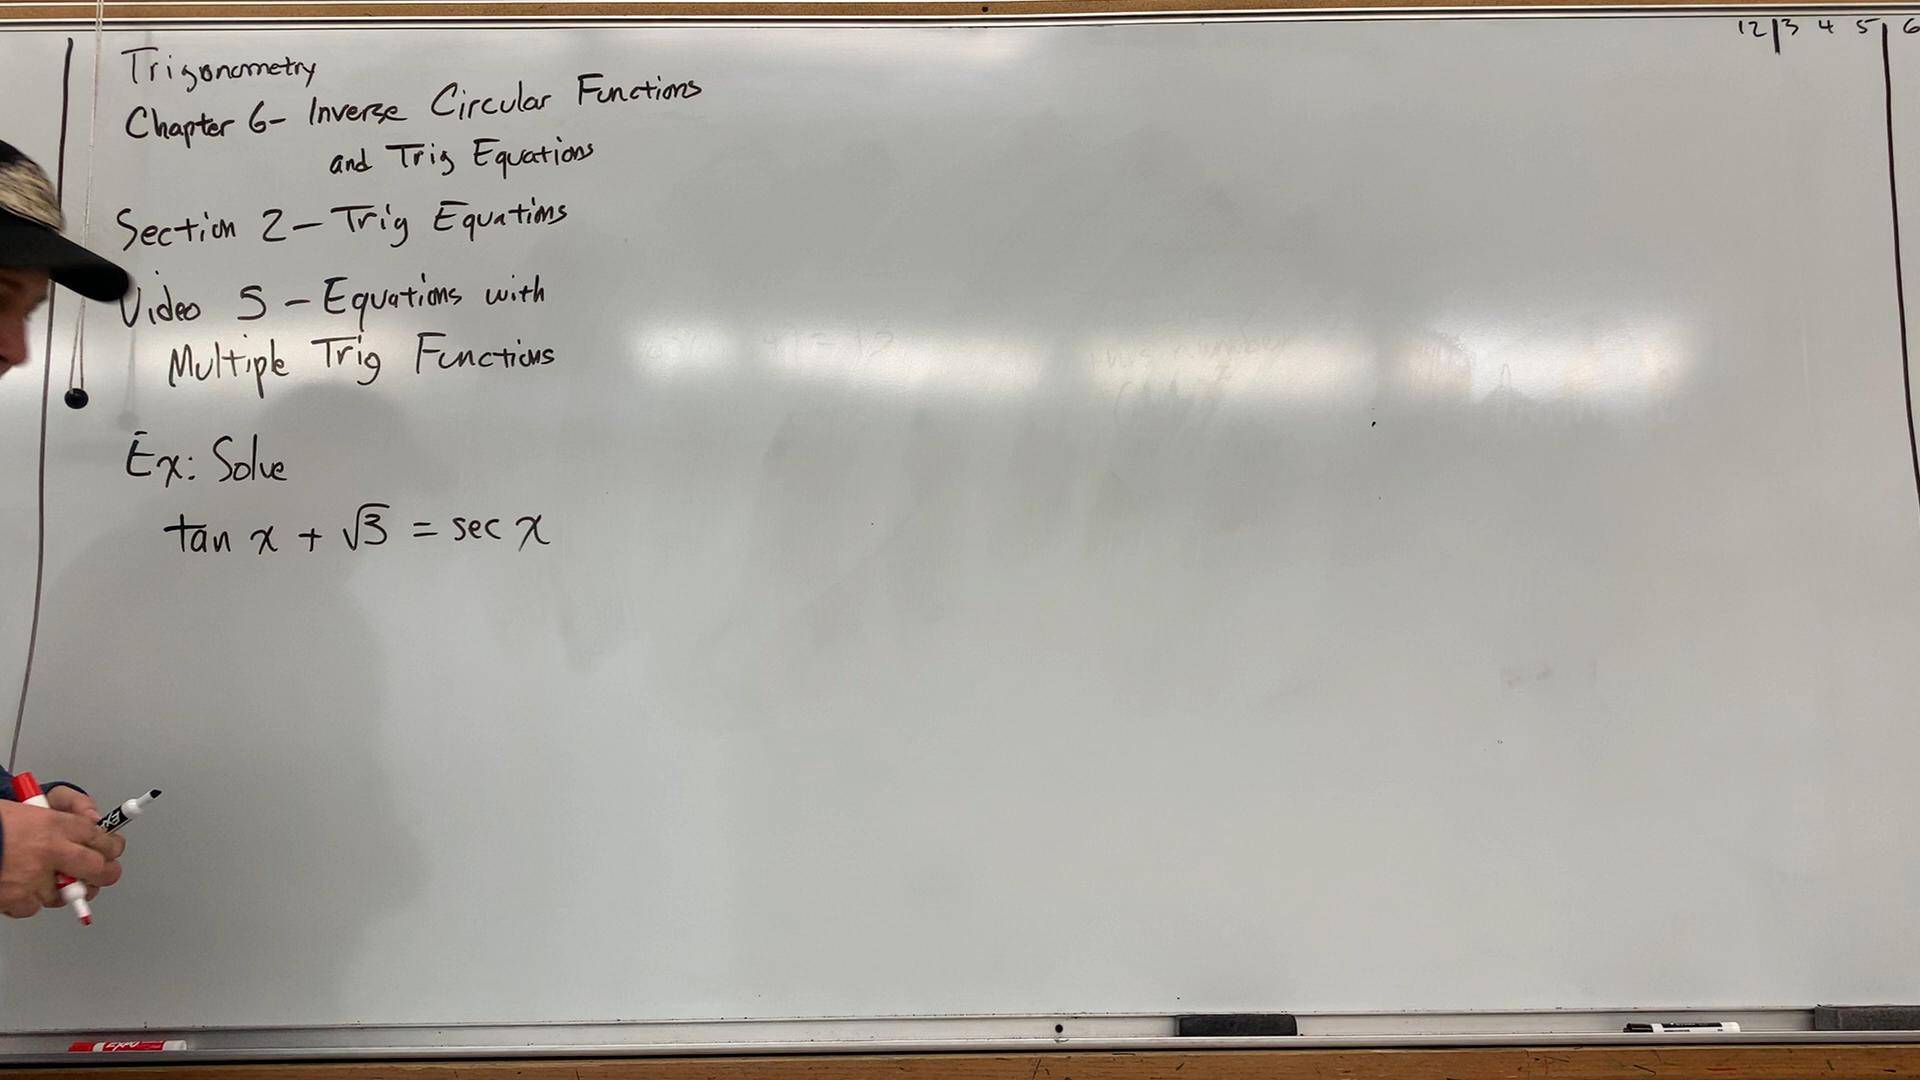 Trigonometry
Chapter 6- Inverse Circular Functions
and Trig Equations
Section 2 - Trig Equations
Video 5 - Equations with
Multiple Trig Functions
Ex: Solve
tan x + √3 = sec x
12|3 4 5| 6
EXPO